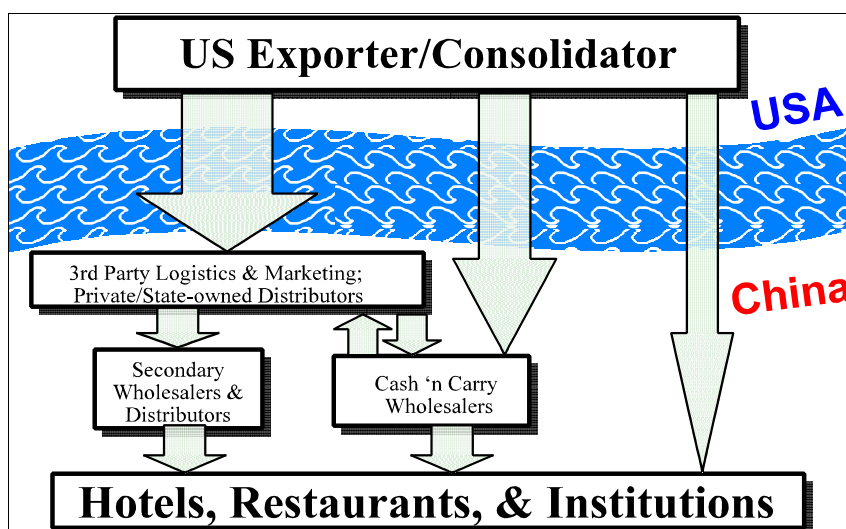 US Exporter/Consolidator
USA
3rd Party Logistics & Marketing;
Private/State-owned Distributors
China
Secondary
Wholesalers &
Distributors
Cash ‘n Carry
Wholesalers
Hotels, Restaurants, & Institutions